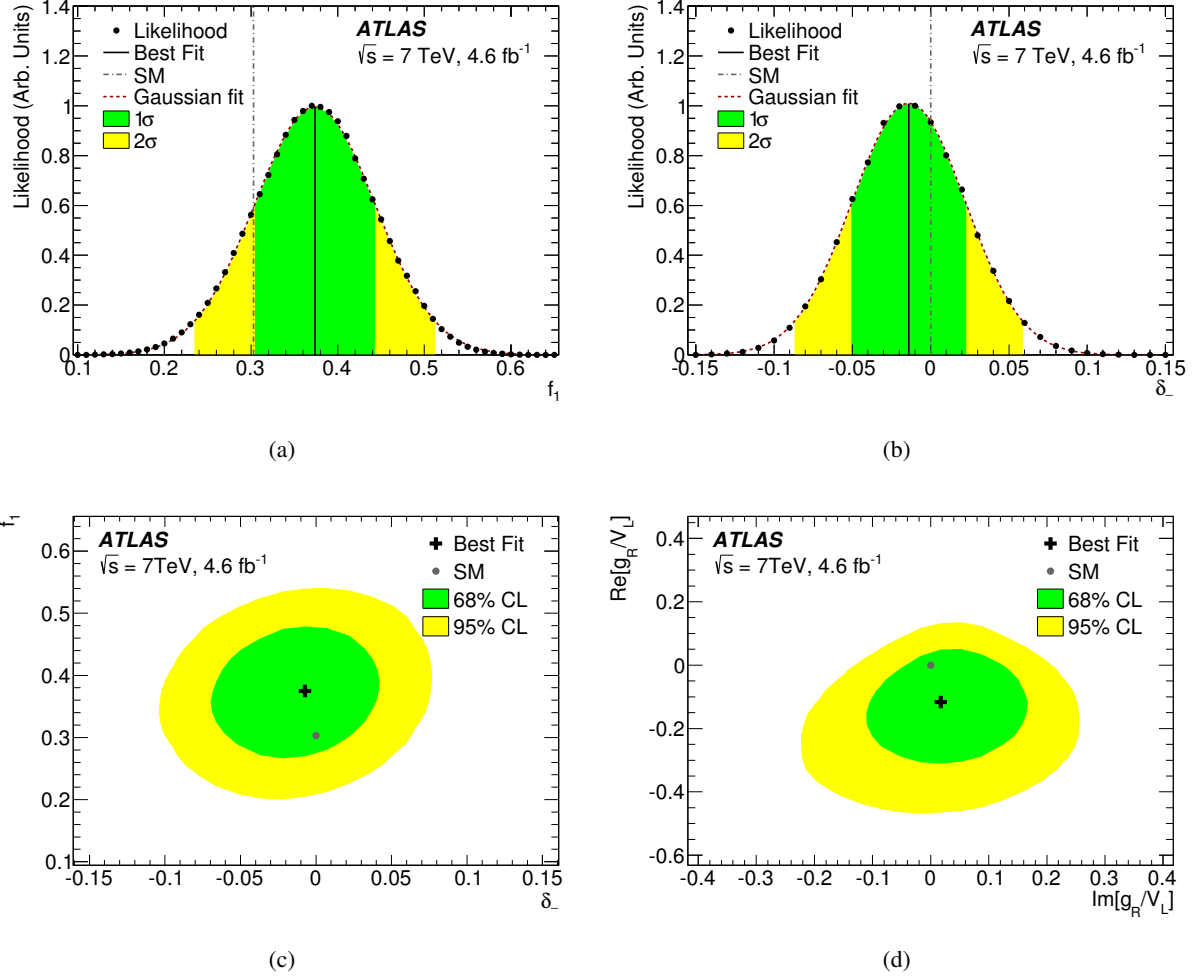 Likelihood (Arb. Units)
1.4
1.2
1
0.8
0.6
0.4
0.2
0
Likelihood
Best Fit
SM
Gaussian fit
1σ
2σ
ATLAS
√s = 7 TeV, 4.6 fb⁻¹
0.1 0.2 0.3 0.4 0.5 0.6
f₁
(a)
Likelihood (Arb. Units)
1.4
1.2
1
0.8
0.6
0.4
0.2
0
Likelihood
Best Fit
SM
Gaussian fit
1σ
2σ
ATLAS
√s = 7 TeV, 4.6 fb⁻¹
-0.15 -0.1 -0.05 0 0.05 0.1 0.15
δ₋
(b)
f₁
0.6
0.5
0.4
0.3
0.2
0.1
ATLAS
√s = 7TeV, 4.6 fb⁻¹
Best Fit
SM
68% CL
95% CL
-0.15 -0.1 -0.05 0 0.05 0.1 0.15
δ₋
(c)
Re[g_R/V_L]
0.4
0.2
0
-0.2
-0.4
-0.6
ATLAS
√s = 7TeV, 4.6 fb⁻¹
Best Fit
SM
68% CL
95% CL
-0.4 -0.3 -0.2 -0.1 0 0.1 0.2 0.3 0.4
Im[g_R/V_L]
(d)